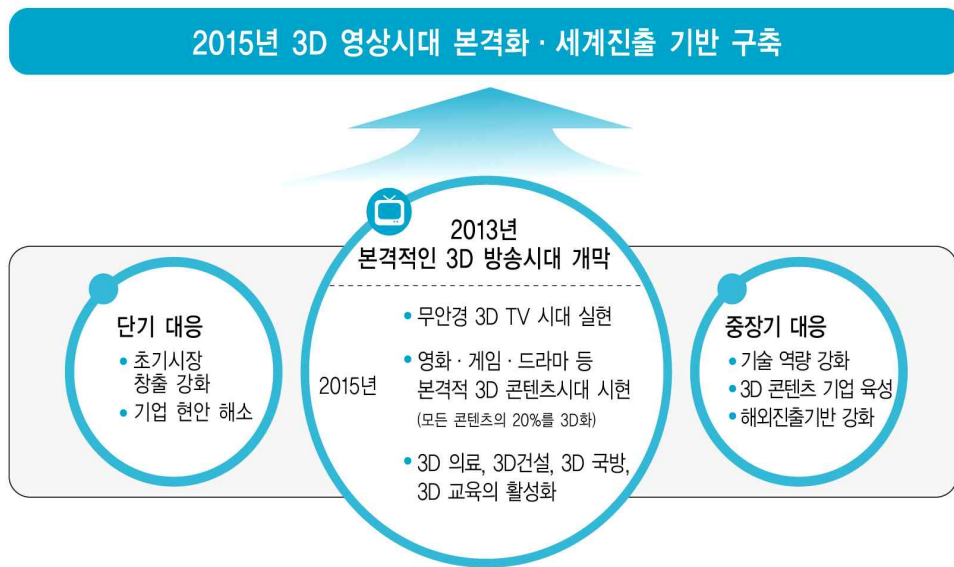 2015년 3D 영상시대 본격화 · 세계진출 기반 구축
2013년
본격적인 3D 방송시대 개막
단기 대응
• 초기시장
창출 강화
• 기업 현안 해소
2015년
• 무안경 3D TV 시대 실현
• 영화 · 게임 · 드라마 등
본격적 3D 콘텐츠시대 시현
(모든 콘텐츠의 20%를 3D화)
• 3D 의료, 3D건설, 3D 국방,
3D 교육의 활성화
중장기 대응
• 기술 역량 강화
• 3D 콘텐츠 기업 육성
• 해외진출기반 강화